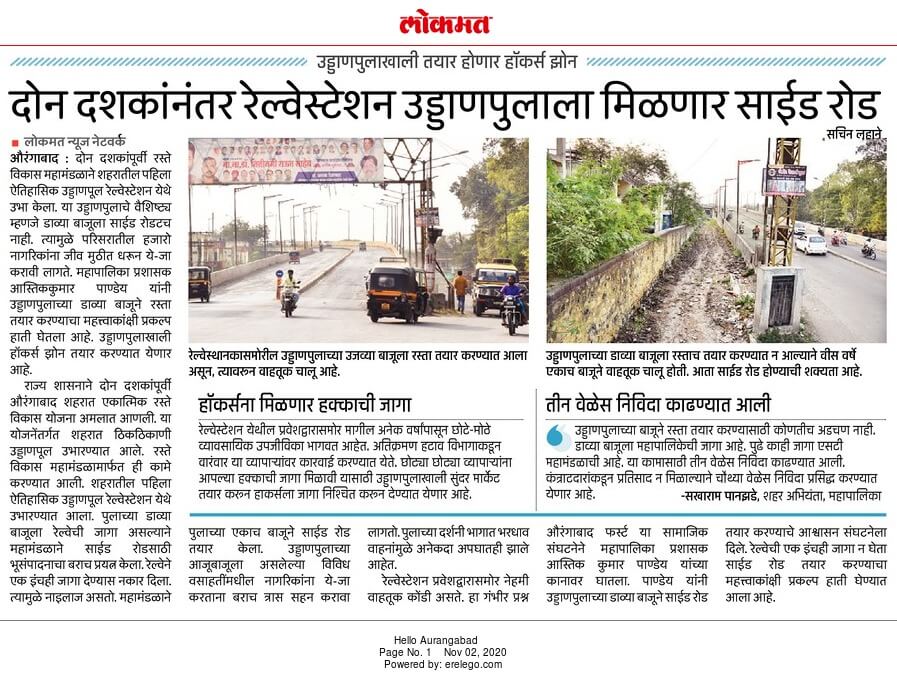 लोकमत
उड्डाणपुलाखाली तयार होणार हॉकर्स झोन
दोन दशकांनंतर रेल्वेस्टेशन उड्डाणपुलाला मिळणार साईड रोड
लोकमत न्यूज नेटवर्क
औरंगाबाद : दोन दशकांपूर्वी रस्ते
विकास महामंडळाने शहरातील पहिला
ऐतिहासिक उड्डाणपूल रेल्वेस्टेशन येथे
उभा केला. या उड्डाणपुलाचे वैशिष्ट्य
म्हणजे डाव्या बाजूला साईड रोडटच
नाही. त्यामुळे परिसरातील हजारो
नागरिकांना जीव मुठीत धरून ये-जा
करावी लागते. महापालिका प्रशासक
आस्तिककुमार पाण्डेय यांनी
उड्डाणपुलाच्या डाव्या बाजूने रस्ता
तयार करण्याचा महत्त्वाकांक्षी प्रकल्प
हाती घेतला आहे. उड्डाणपुलाखाली
हॉकर्स झोन तयार करण्यात येणार
आहे.
राज्य शासनाने दोन दशकांपूर्वी
औरंगाबाद शहरात एकात्मिक रस्ते
विकास योजना अमलात आणली. या
योजनेंतर्गत शहरात ठिकठिकाणी
उड्डाणपूल उभारण्यात आले. रस्ते
विकास महामंडळामार्फत ही कामे
करण्यात आली. शहरातील पहिला
ऐतिहासिक उड्डाणपूल रेल्वेस्टेशन येथे
उभारण्यात आला. पुलाच्या डाव्या
बाजूला रेल्वेची जागा असल्याने
महामंडळाने साईड रोडसाठी
भूसंपादनाचा बराच प्रयत्न केला. रेल्वेने
एक इंचही जागा देण्यास नकार दिला.
त्यामुळे नाइलाज असतो. महामंडळाने
सचिन लहाने
रेल्वेस्थानकासमोरील उड्डाणपुलाच्या उजव्या बाजूला रस्ता तयार करण्यात आला
असून, त्यावरून वाहतूक चालू आहे.
उड्डाणपुलाच्या डाव्या बाजूला रस्ताच तयार करण्यात न आल्याने वीस वर्षे
एकाच बाजूने वाहतूक चालू होती. आता साईड रोड होण्याची शक्यता आहे.
हॉकर्सना मिळणार हक्काची जागा
रेल्वेस्टेशन येथील प्रवेशद्वारासमोर मागील अनेक वर्षांपासून छोटे-मोठे
व्यावसायिक उपजीविका भागवत आहेत. अतिक्रमण हटाव विभागाकडून
वारंवार या व्यापाऱ्यांवर कारवाई करण्यात येते. छोट्या छोट्या व्यापाऱ्यांना
आपल्या हक्काची जागा मिळावी यासाठी उड्डाणपुलाखाली सुंदर मार्केट
तयार करून हाकर्सला जागा निश्चित करून देण्यात येणार आहे.
तीन वेळेस निविदा काढण्यात आली
उड्डाणपुलाच्या बाजूने रस्ता तयार करण्यासाठी कोणतीच अडचण नाही.
डाव्या बाजूला महापालिकेची जागा आहे. पुढे काही जागा एसटी
महामंडळाची आहे. या कामासाठी तीन वेळेस निविदा काढण्यात आली.
कंत्राटदारांकडून प्रतिसाद न मिळाल्याने चौथ्या वेळेस निविदा प्रसिद्ध करण्यात
येणार आहे. -सखाराम पानझडे, शहर अभियंता, महापालिका
पुलाच्या एकाच बाजूने साईड रोड
तयार केला. उड्डाणपुलाच्या
आजूबाजूला असलेल्या विविध
वसाहतींमधील नागरिकांना ये-जा
करताना बराच त्रास सहन करावा
लागतो. पुलाच्या दर्शनी भागात भरधाव
वाहनांमुळे अनेकदा अपघातही झाले
आहेत.
रेल्वेस्टेशन प्रवेशद्वारासमोर नेहमी
वाहतूक कोंडी असते. हा गंभीर प्रश्न
औरंगाबाद फर्स्ट या सामाजिक
संघटनेने महापालिका प्रशासक
आस्तिक कुमार पाण्डेय यांच्या
कानावर घातला. पाण्डेय यांनी
उड्डाणपुलाच्या डाव्या बाजूने साईड रोड
तयार करण्याचे आश्वासन संघटनेला
दिले. रेल्वेची एक इंचही जागा न घेता
साईड रोड तयार करण्याचा
महत्त्वाकांक्षी प्रकल्प हाती घेण्यात
आला आहे.
Hello Aurangabad
Page No. 1 Nov 02, 2020
Powered by: erelego.com